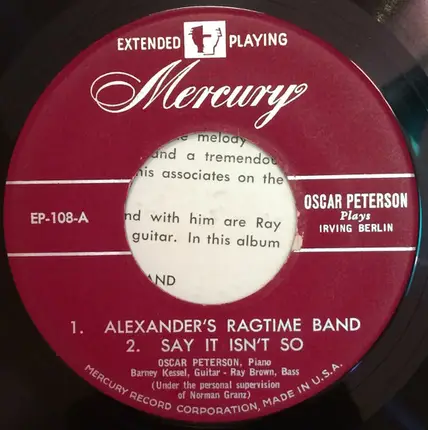 EXTENDED PLAYING
Mercury
melody
and a tremendou
his associates on the
EP-108-A
OSCAR PETERSON
Plays
IRVING BERLIN
nd with him are Ray
guitar. In this album
AND
1. ALEXANDER'S RAGTIME BAND
2. SAY IT ISN'T SO
OSCAR PETERSON, Piano
Barney Kessel, Guitar - Ray Brown, Bass
(Under the personal supervision
of Norman Granz)
MERCURY RECORD CORPORATION, MADE IN U.S.A.